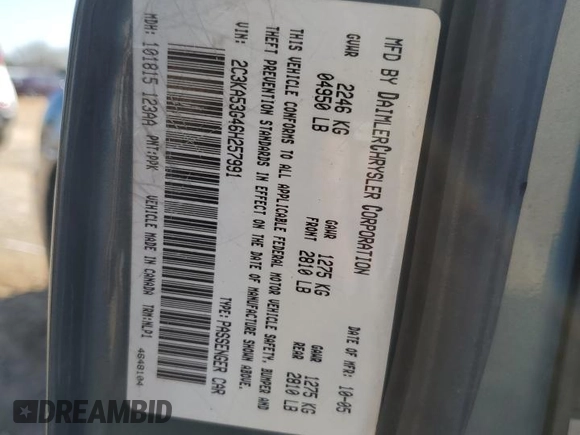 MFD BY DAIMLERCHRYSLER CORPORATION
DATE OF MFR: 10-05
GVWR
2246 KG
04950 LB
GAWR FRONT
1275 KG
2810 LB
GAWR REAR
1275 KG
2810 LB
THIS VEHICLE CONFORMS TO ALL APPLICABLE FEDERAL MOTOR VEHICLE SAFETY, BUMPER AND
THEFT PREVENTION STANDARDS IN EFFECT ON THE DATE OF MANUFACTURE SHOWN ABOVE.
VIN: 2C3KA53G46H257991
TYPE: PASSENGER CAR
MDH: 101815 123AA PNT:PPK
VEHICLE MADE IN CANADA TRM:NLP1
4648104
DREAMBID